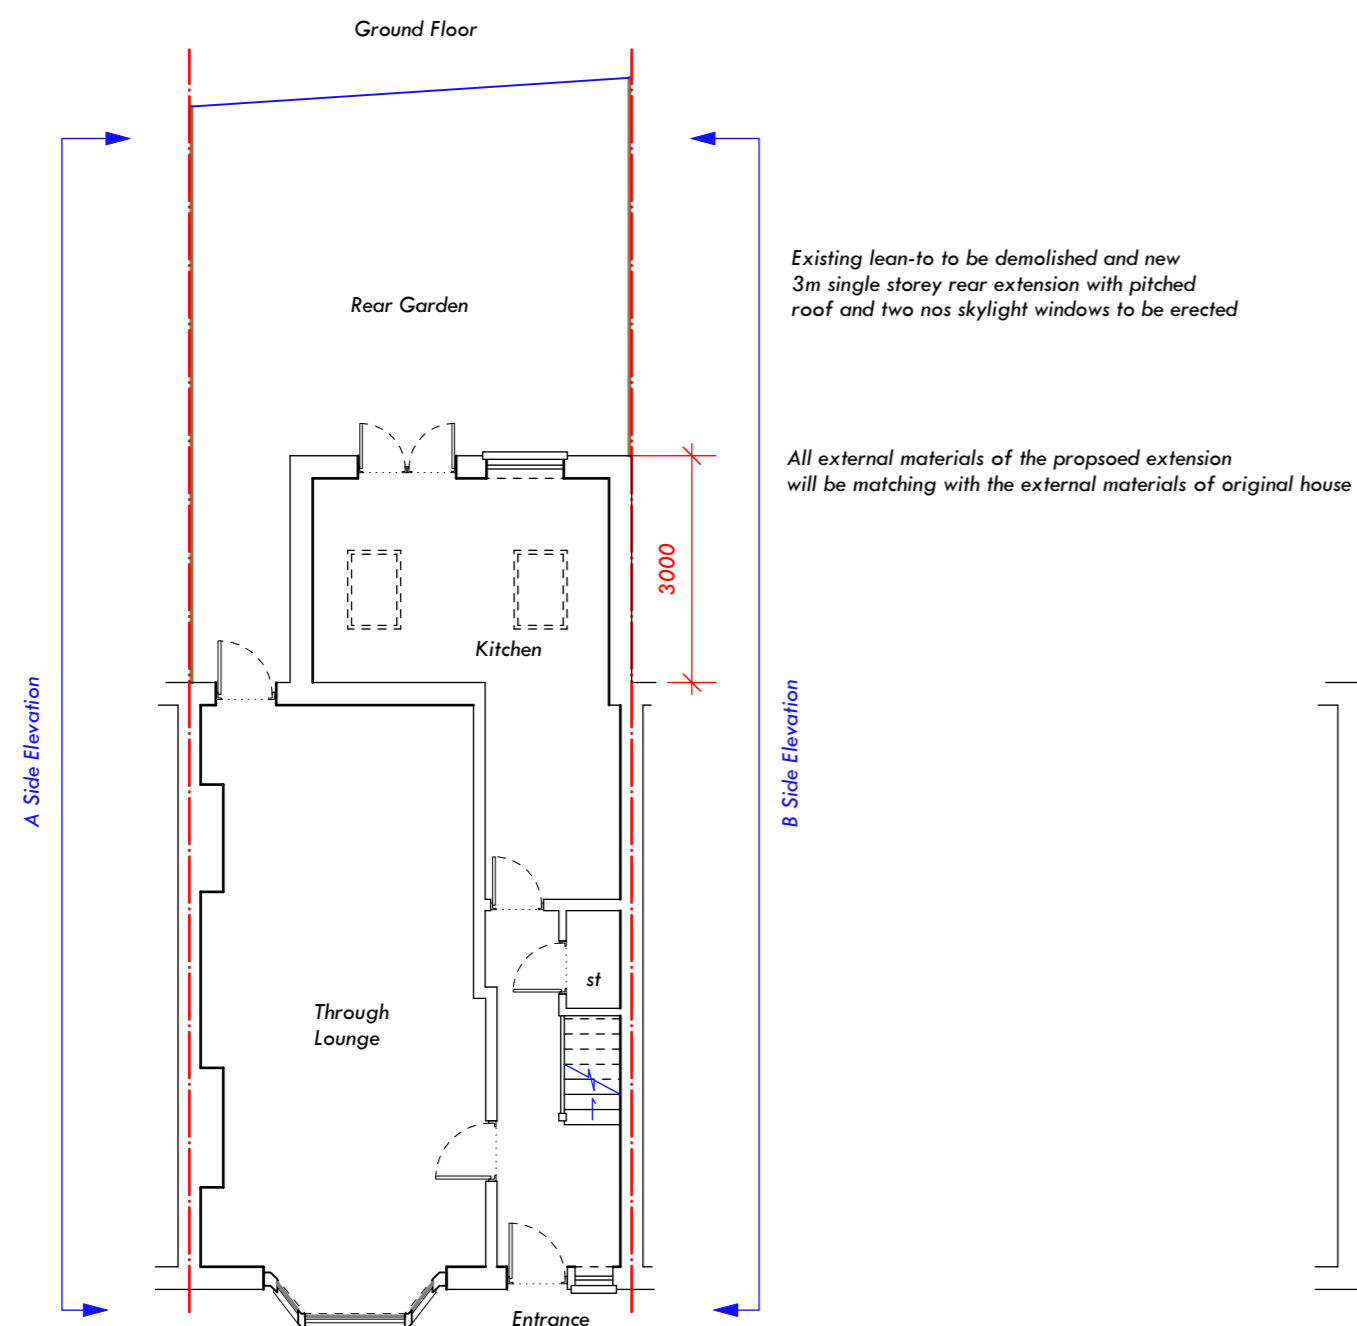 Ground Floor
Existing lean-to to be demolished and new
3m single storey rear extension with pitched
roof and two nos skylight windows to be erected
Rear Garden
All external materials of the propsoed extension
will be matching with the external materials of original house
3000
Kitchen
A Side Elevation
B Side Elevation
st
Through
Lounge
Entrance